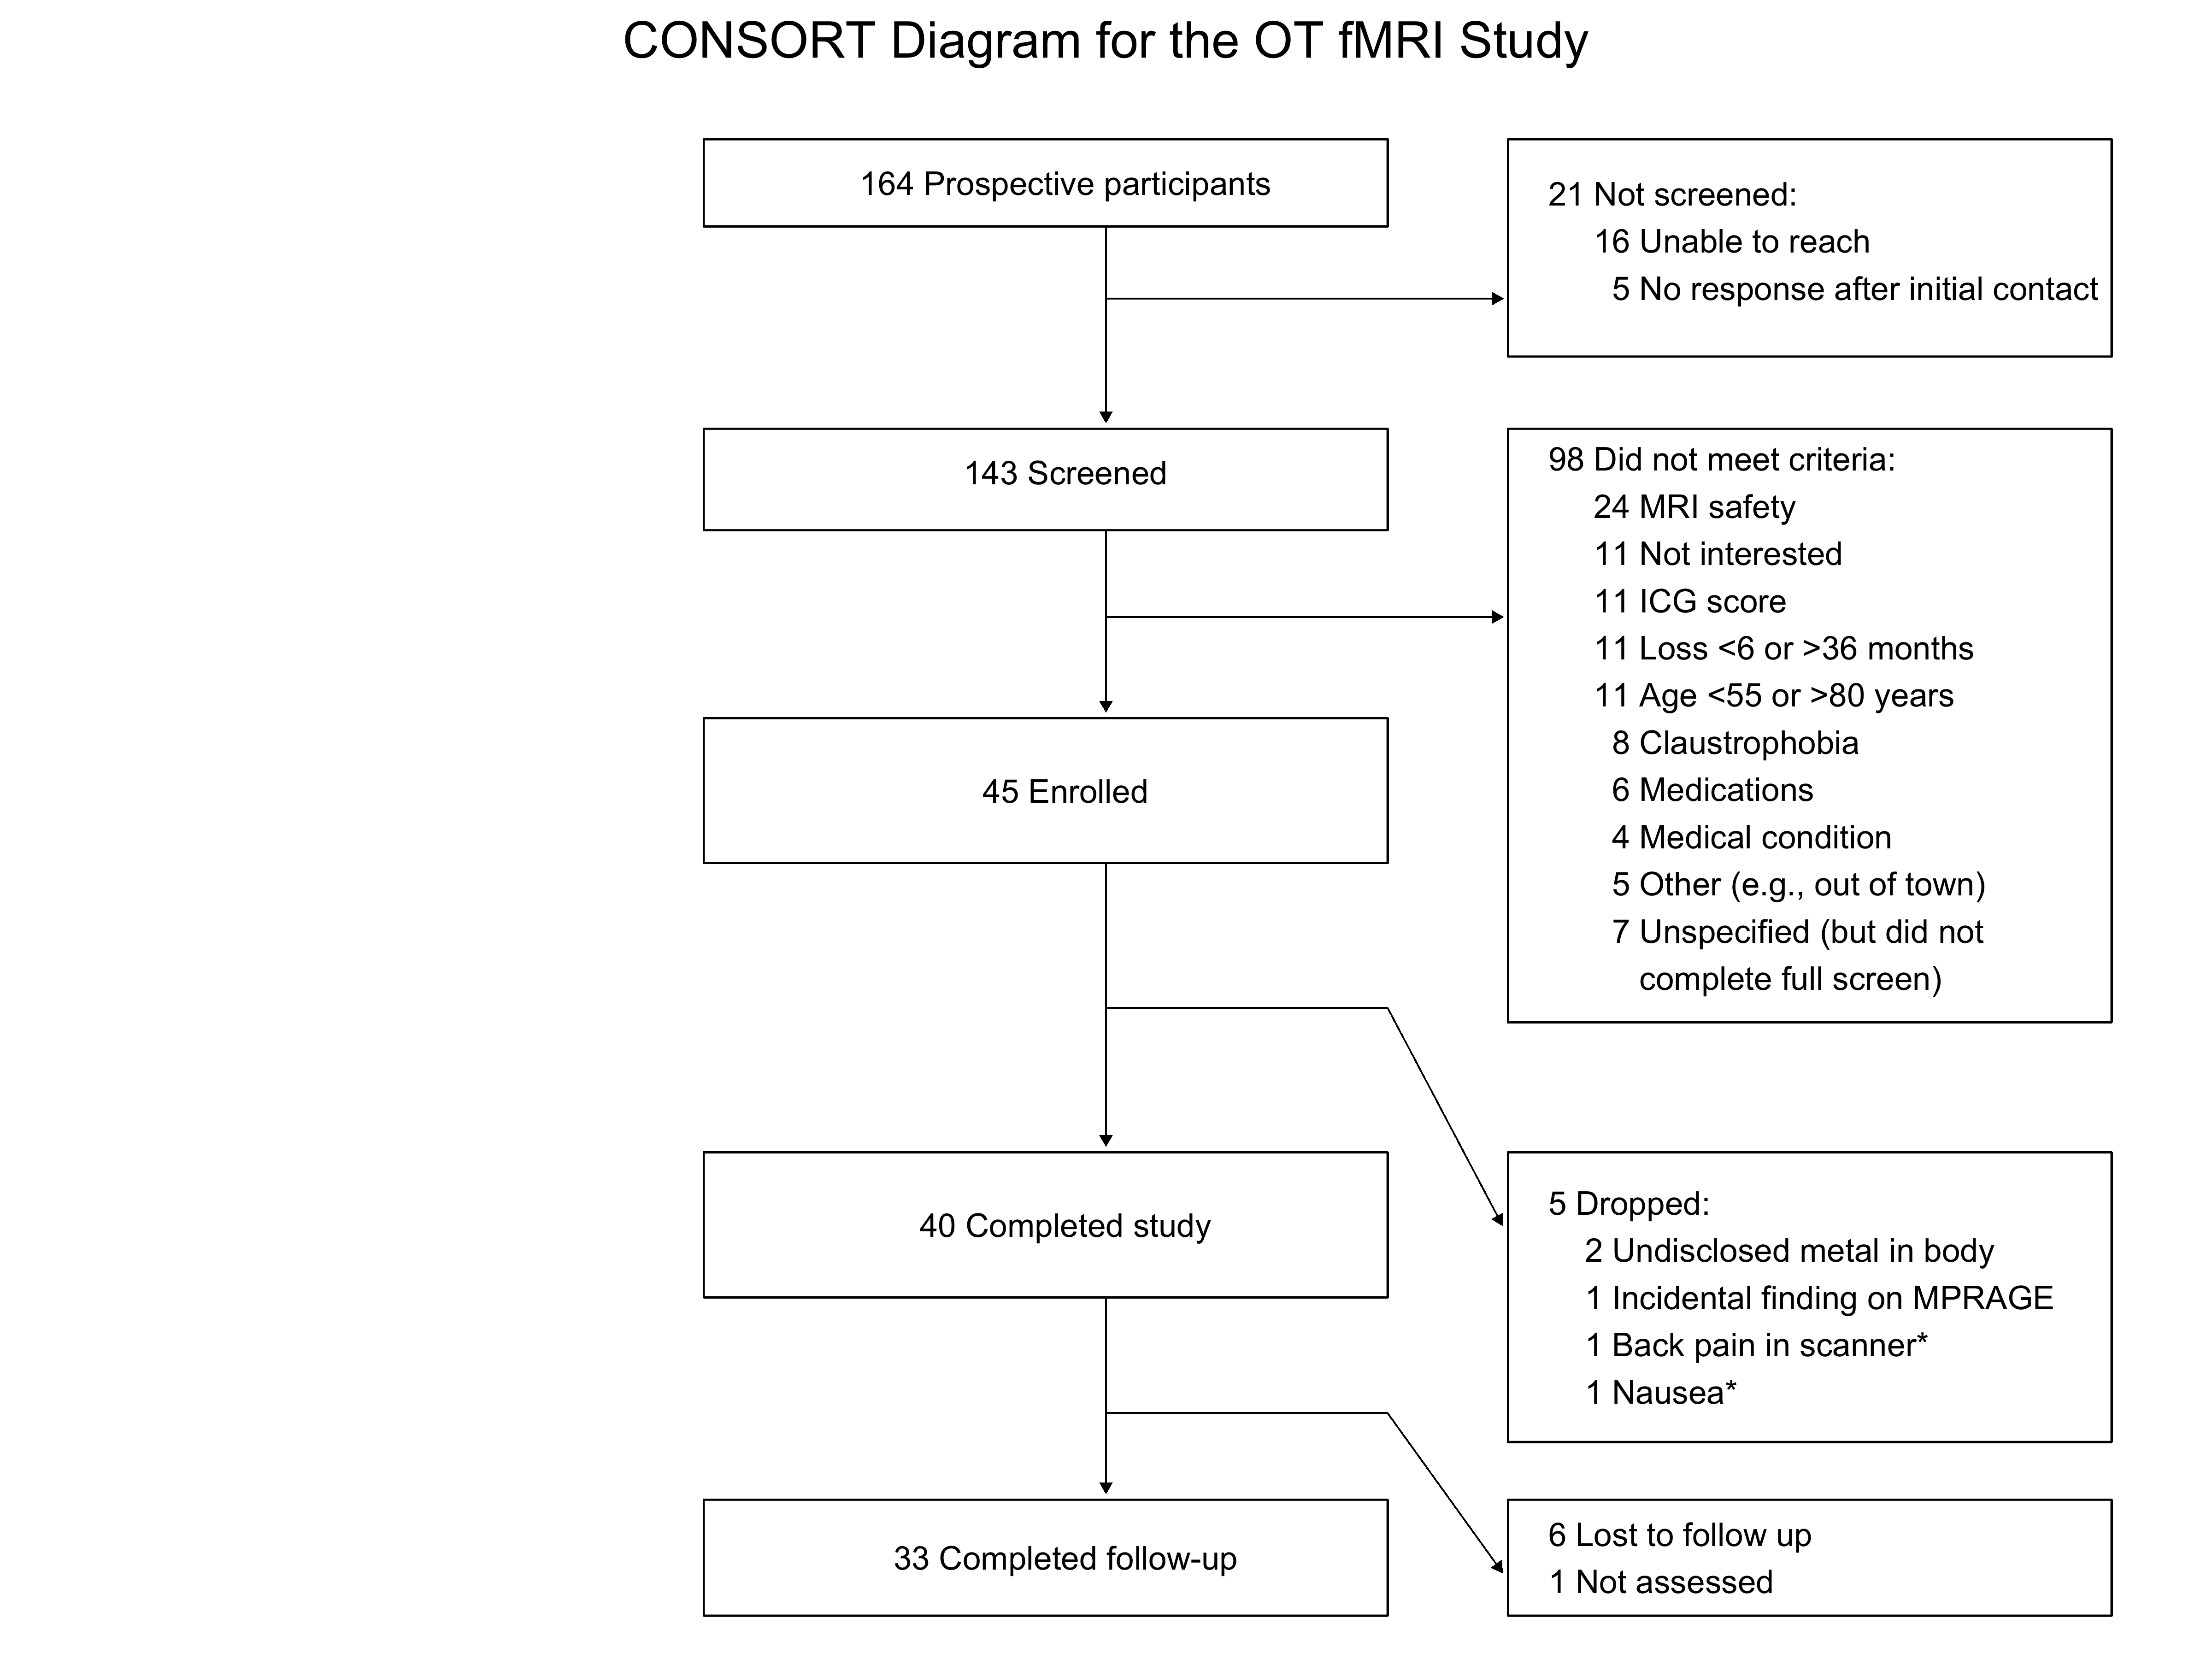 CONSORT Diagram for the OT fMRI Study
164 Prospective participants
21 Not screened:
16 Unable to reach
5 No response after initial contact
143 Screened
98 Did not meet criteria:
24 MRI safety
11 Not interested
11 ICG score
11 Loss <6 or >36 months
11 Age <55 or >80 years
8 Claustrophobia
6 Medications
4 Medical condition
5 Other (e.g., out of town)
7 Unspecified (but did not
complete full screen)
45 Enrolled
40 Completed study
5 Dropped:
2 Undisclosed metal in body
1 Incidental finding on MPRAGE
1 Back pain in scanner*
1 Nausea*
33 Completed follow-up
6 Lost to follow up
1 Not assessed